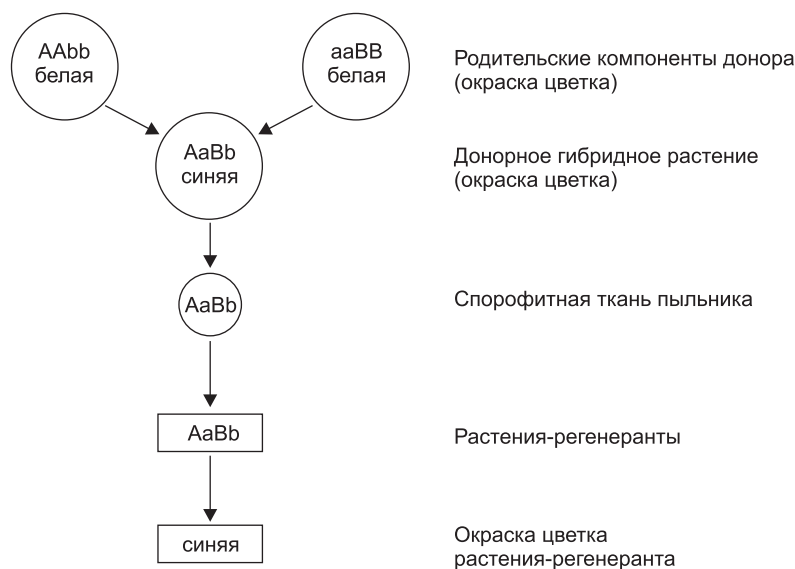 AAbb
белая
aaBB
белая
Родительские компоненты донора
(окраска цветка)
AaBb
синяя
Донорное гибридное растение
(окраска цветка)
AaBb
Спорофитная ткань пыльника
AaBb
Растения-регенеранты
синяя
Окраска цветка
растения-регенеранта